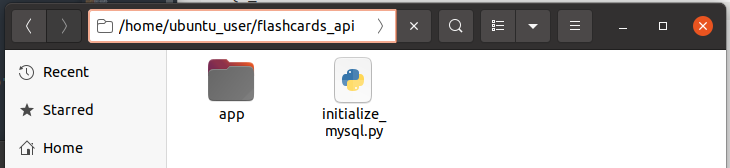 /home/ubuntu_user/flashcards_api
Recent
Starred
Home
app
initialize_
mysql.py